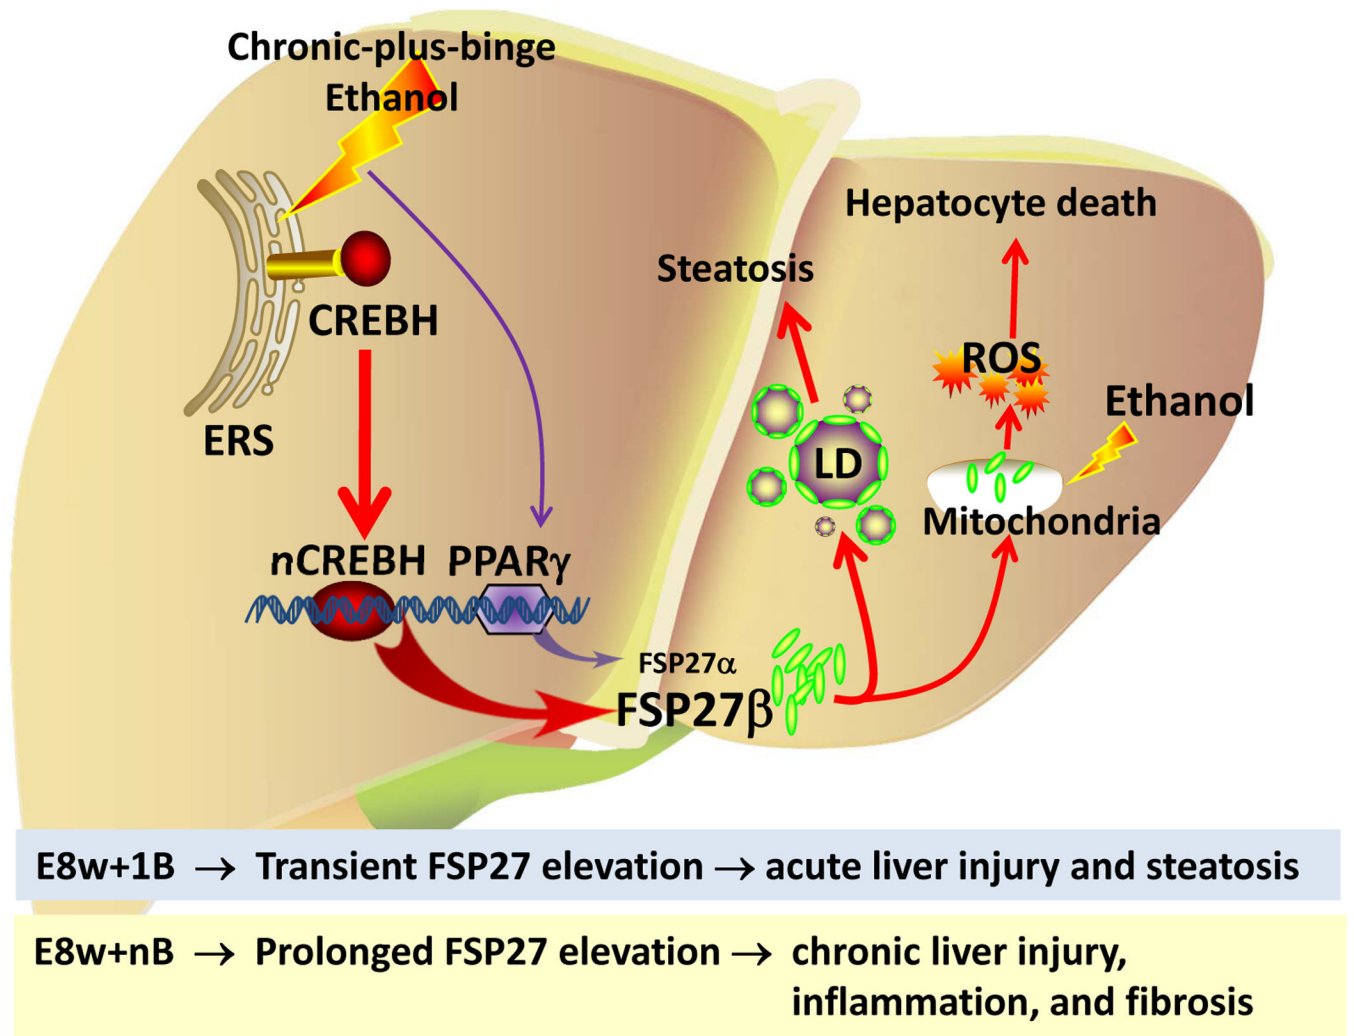 Chronic-plus-binge
Ethanol
Hepatocyte death
Steatosis
CREBH
ROS
Ethanol
ERS
LD
Mitochondria
nCREBH PPARγ
FSP27α
FSP27β
E8w+1B → Transient FSP27 elevation → acute liver injury and steatosis
E8w+nB → Prolonged FSP27 elevation → chronic liver injury,
inflammation, and fibrosis